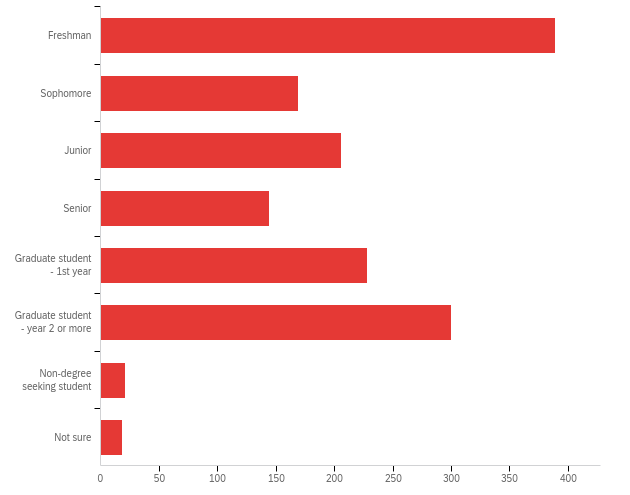 Freshman
Sophomore
Junior
Senior
Graduate student
- 1st year
Graduate student
- year 2 or more
Non-degree
seeking student
Not sure
0 50 100 150 200 250 300 350 400